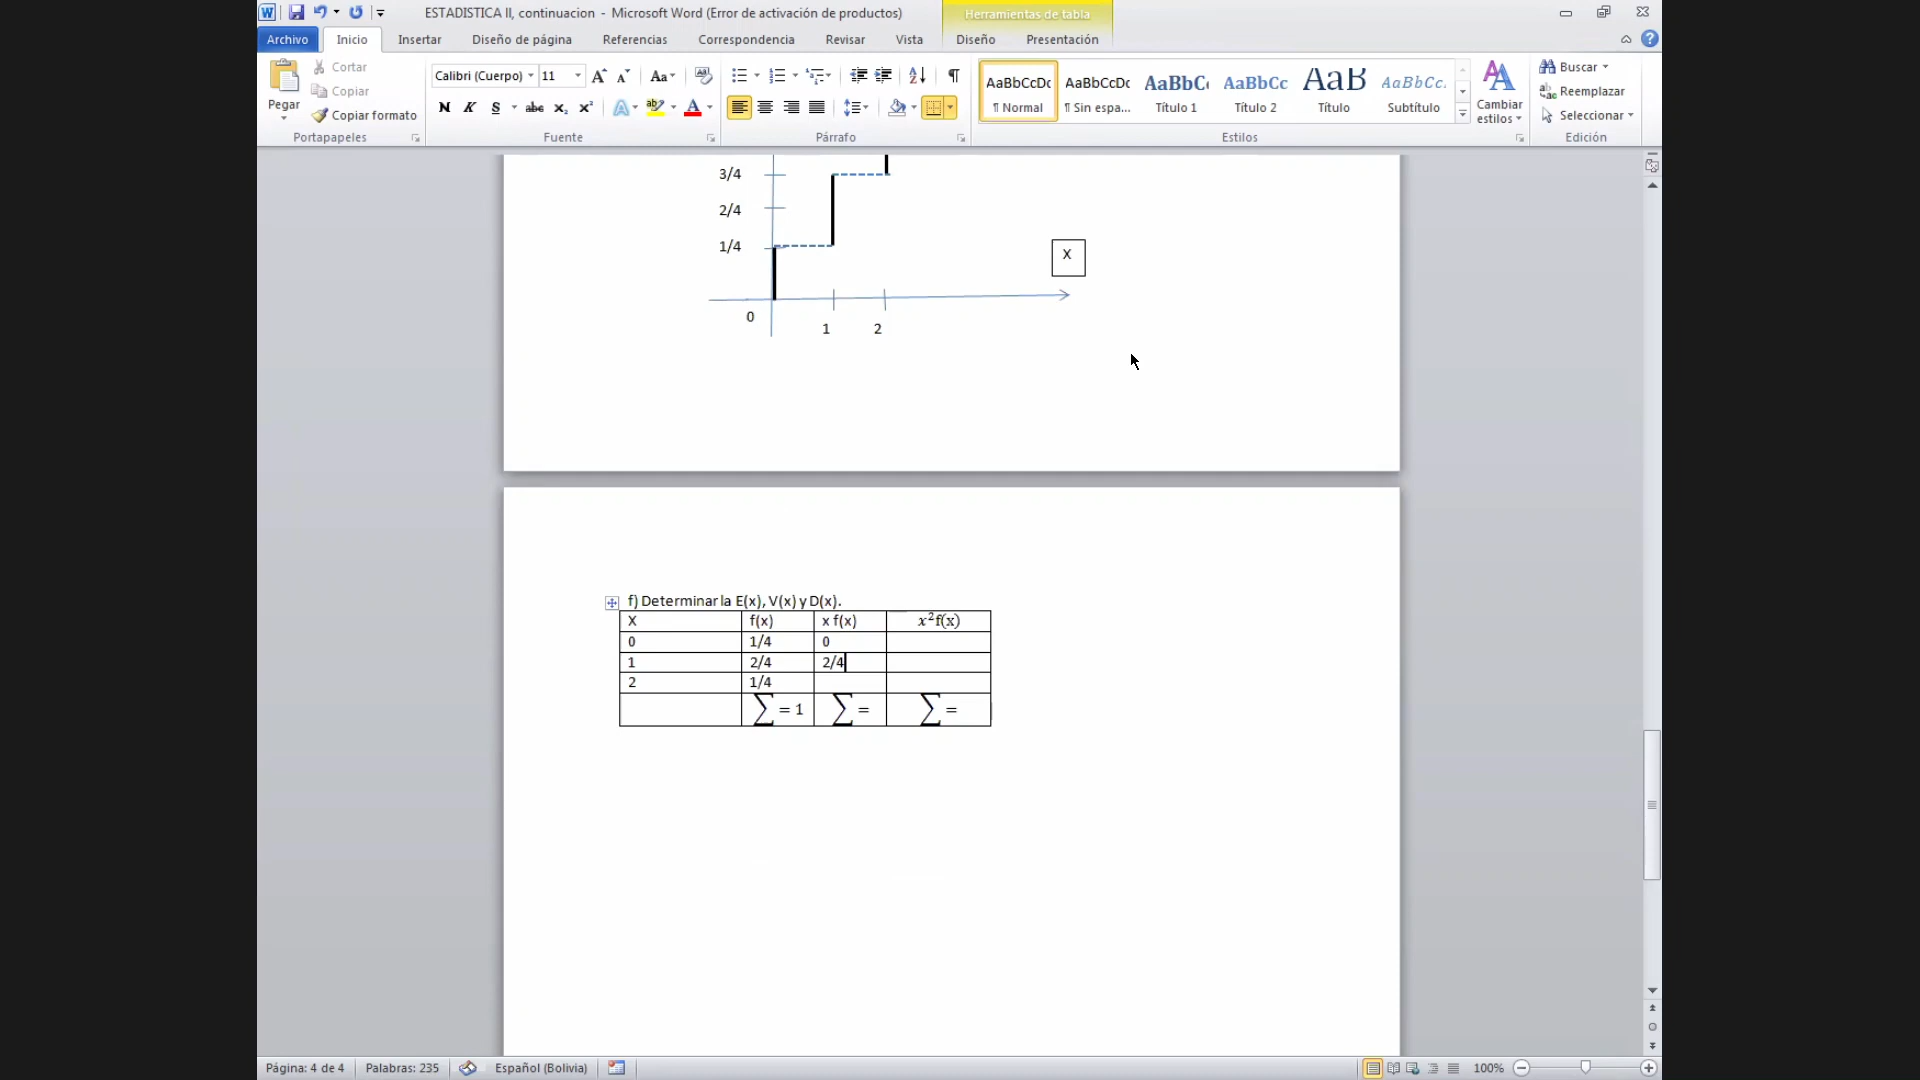 ESTADISTICA II, continuacion - Microsoft Word (Error de activación de productos)
Herramientas de tabla
Archivo Inicio Insertar Diseño de página Referencias Correspondencia Revisar Vista Diseño Presentación
Pegar
Cortar
Copiar
Copiar formato
Portapapeles
Calibri (Cuerpo) 11
Fuente
Párrafo
AaBbCcDc AaBbCcDc AaBbC AaBbCc AaB AaBbCc.
¶ Normal ¶ Sin espa... Título 1 Título 2 Título Subtítulo
Estilos
Cambiar estilos
Buscar
Reemplazar
Seleccionar
Edición
3/4
2/4
1/4
X
0
1 2
f) Determinar la E(x), V(x) y D(x).
X f(x) x f(x) x²f(x)
0 1/4 0
1 2/4 2/4
2 1/4
∑ = 1 ∑ = ∑ =
Página: 4 de 4 Palabras: 235 Español (Bolivia) 100%